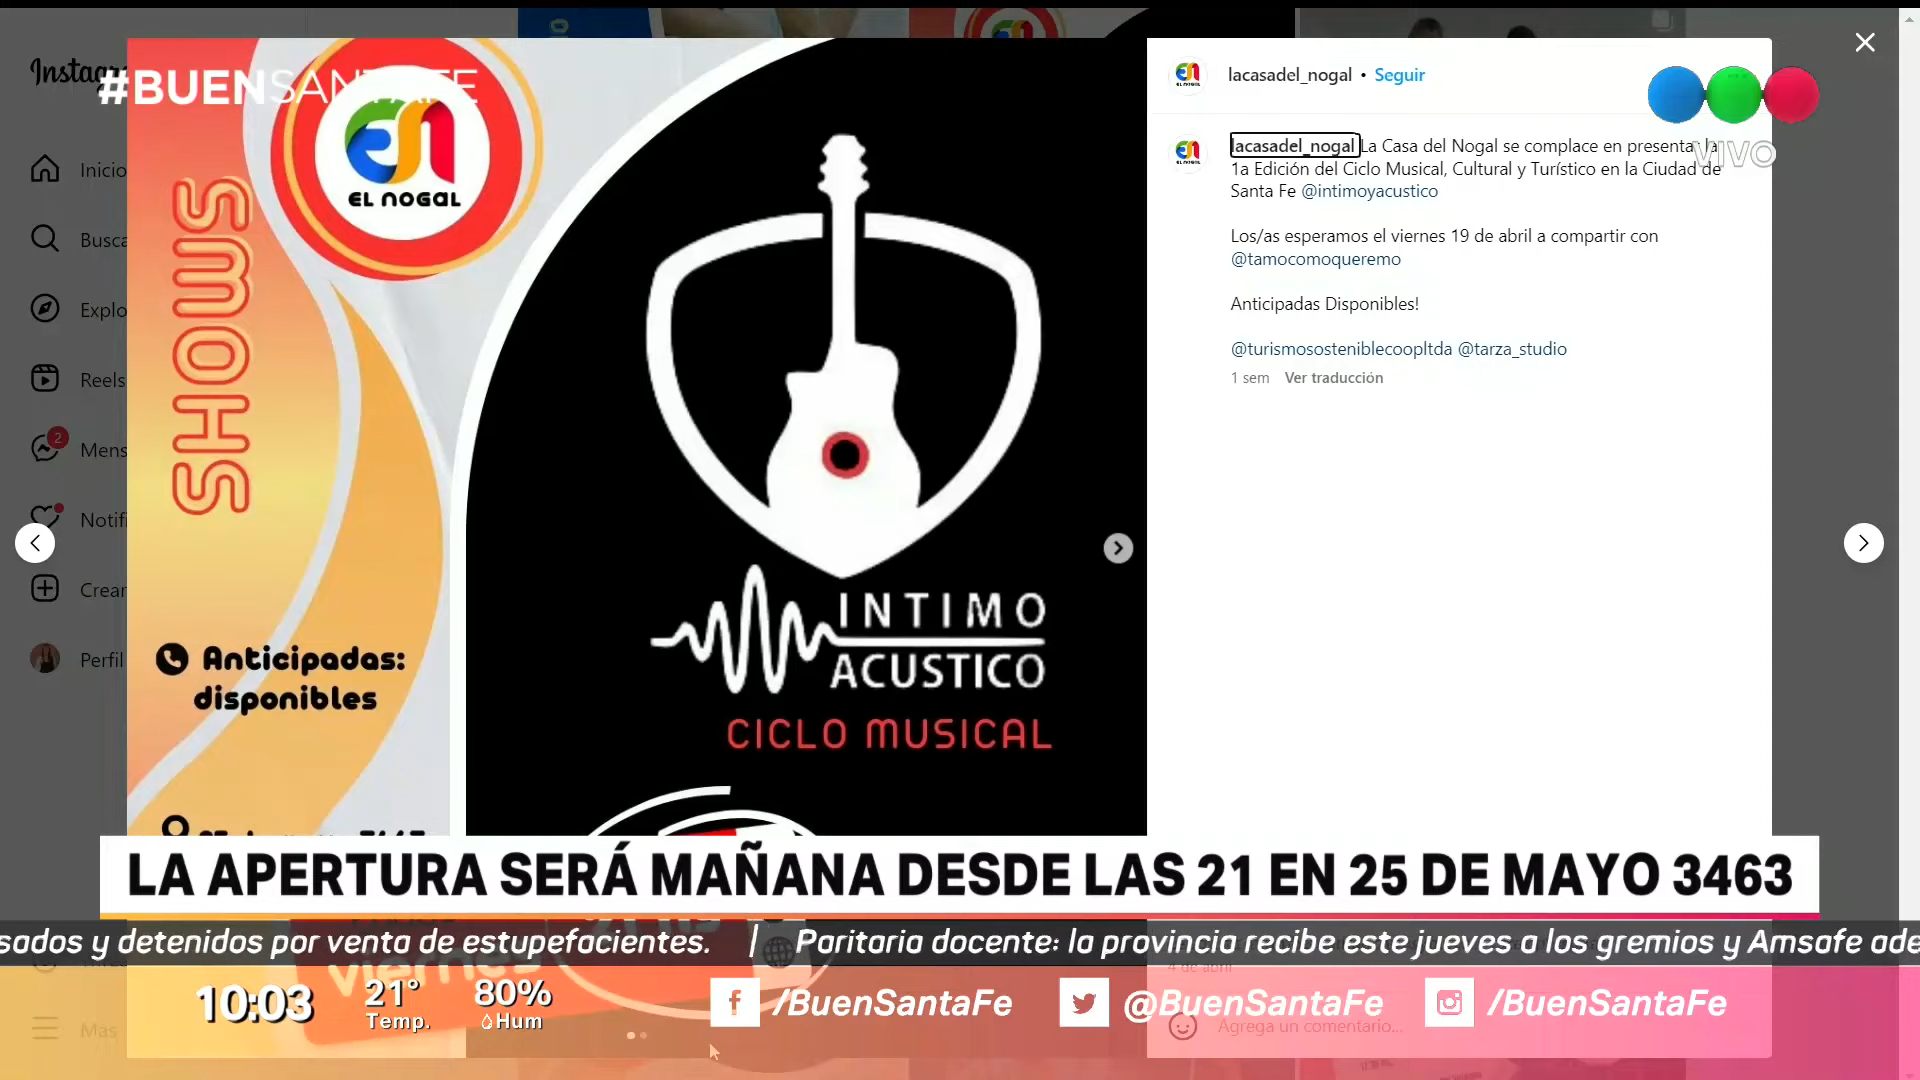 #BUENSANTAFE
EL NOGAL
SHOWS
Anticipadas:
disponibles
INTIMO
ACUSTICO
CICLO MUSICAL
Inicio
Reels
2
Crear
Perfil
lacasadel_nogal • Seguir
lacasadel_nogal La Casa del Nogal se complace en presentar la
1a Edición del Ciclo Musical, Cultural y Turístico en la Ciudad de
Santa Fe @intimoyacustico
Los/as esperamos el viernes 19 de abril a compartir con
@tamocomoqueremo
Anticipadas Disponibles!
@turismososteniblecoopltda @tarza_studio
1 sem Ver traducción
VIVO
LA APERTURA SERÁ MAÑANA DESDE LAS 21 EN 25 DE MAYO 3463
sados y detenidos por venta de estupefacientes. | Paritaria docente: la provincia recibe este jueves a los gremios y Amsafe ade
viernes
4 de abril
10:03
21°
Temp.
80%
Hum
/BuenSantaFe
@BuenSantaFe
/BuenSantaFe
Agrega un comentario...
Más